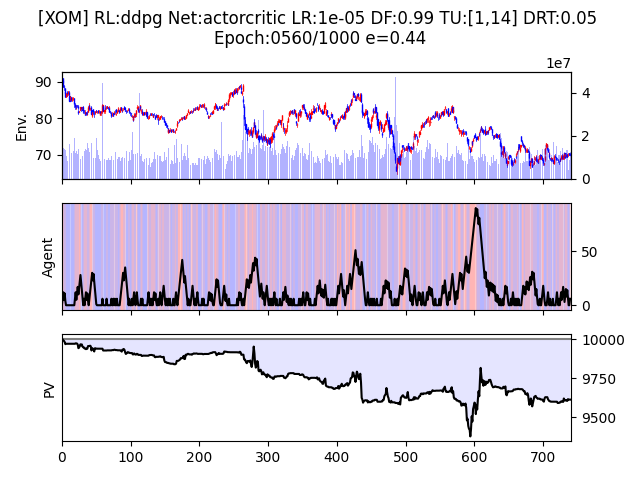 [XOM] RL:ddpg Net:actorcritic LR:1e-05 DF:0.99 TU:[1,14] DRT:0.05
Epoch:0560/1000 e=0.44
1e7
90
80
70
Env.
4
2
0
Agent
50
0
PV
10000
9750
9500
0 100 200 300 400 500 600 700